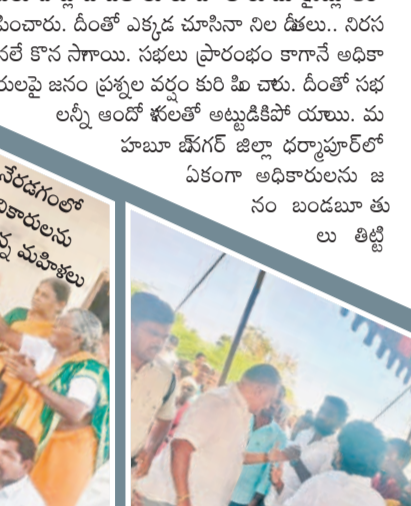 పించారు. దీంతో ఎక్కడ చూసినా నిల దీతలు.. నిరస
నలే కొన సాగాయి. సభలు ప్రారంభం కాగానే అధికా
రులపై జనం ప్రశ్నల వర్షం కురి పిం చారు. దీంతో సభ
లన్నీ ఆందో ళనలతో అట్టుడికిపో యాయి. మ
హబూ బ్‌నగర్ జిల్లా ధర్మాపూర్‌లో
ఏకంగా అధికారులను జ
నం బండబూ తు
లు తిట్టి
నేరడగంలో
ధికారులను
న్న మహిళలు